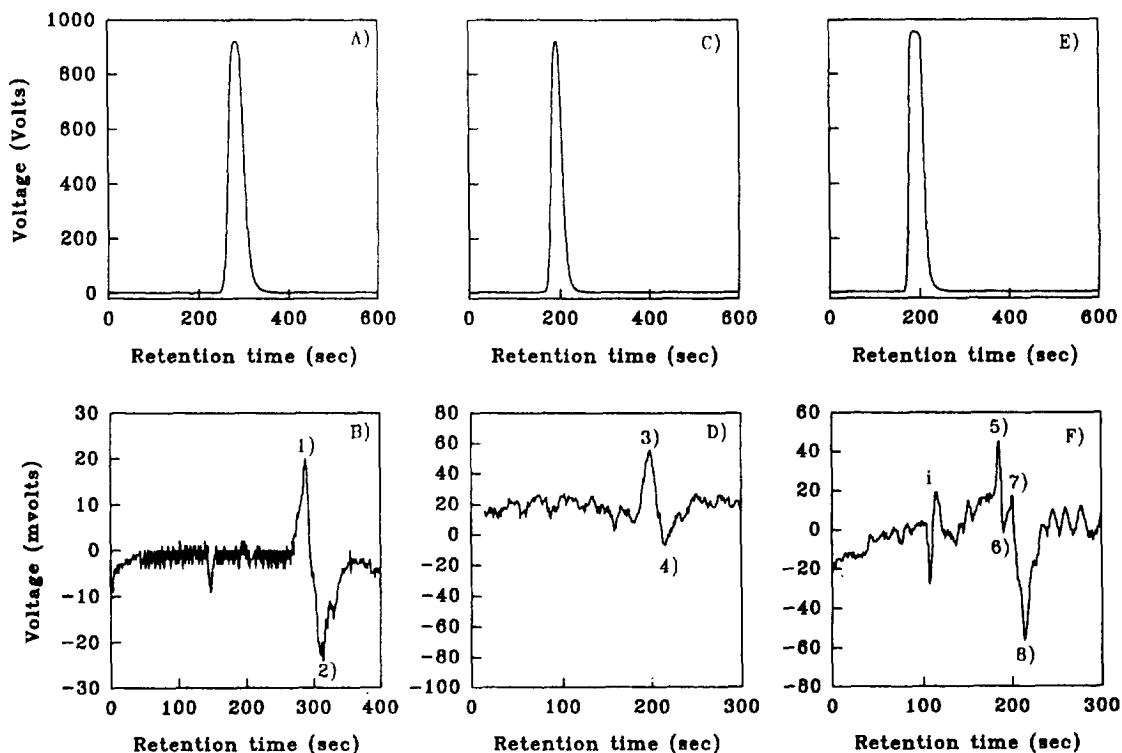 1000
800
600
400
200
0
Voltage (Volts)
A)
0 200 400 600
Retention time (sec)
C)
0 200 400 600
Retention time (sec)
E)
0 200 400 600
Retention time (sec)
30
20
10
0
-10
-20
-30
Voltage (mvolts)
B)
1)
2)
0 100 200 300 400
Retention time (sec)
80
60
40
20
0
-20
-40
-60
-80
-100
D)
3)
4)
0 100 200 300
Retention time (sec)
60
40
20
0
-20
-40
-60
-80
F)
i
5)
7)
6)
8)
0 100 200 300
Retention time (sec)